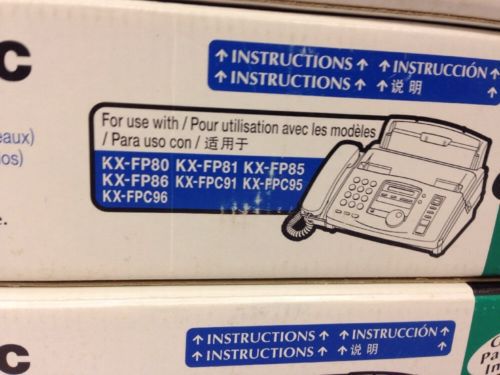 c
↑ INSTRUCTIONS ↑ ↑ INSTRUCCIÓN ↑
↑ INSTRUCTIONS ↑ ↑ 说 明 ↑
For use with / Pour utilisation avec les modèles
/ Para uso con / 适 用 于
KX-FP80 KX-FP81 KX-FP85
KX-FP86 KX-FPC91 KX-FPC95
KX-FPC96
eaux)
os)
e.
c
↑ INSTRUCTIONS ↑ ↑ INSTRUCCIÓN ↑
↑ INSTRUCTIONS ↑ ↑ 说 明 ↑